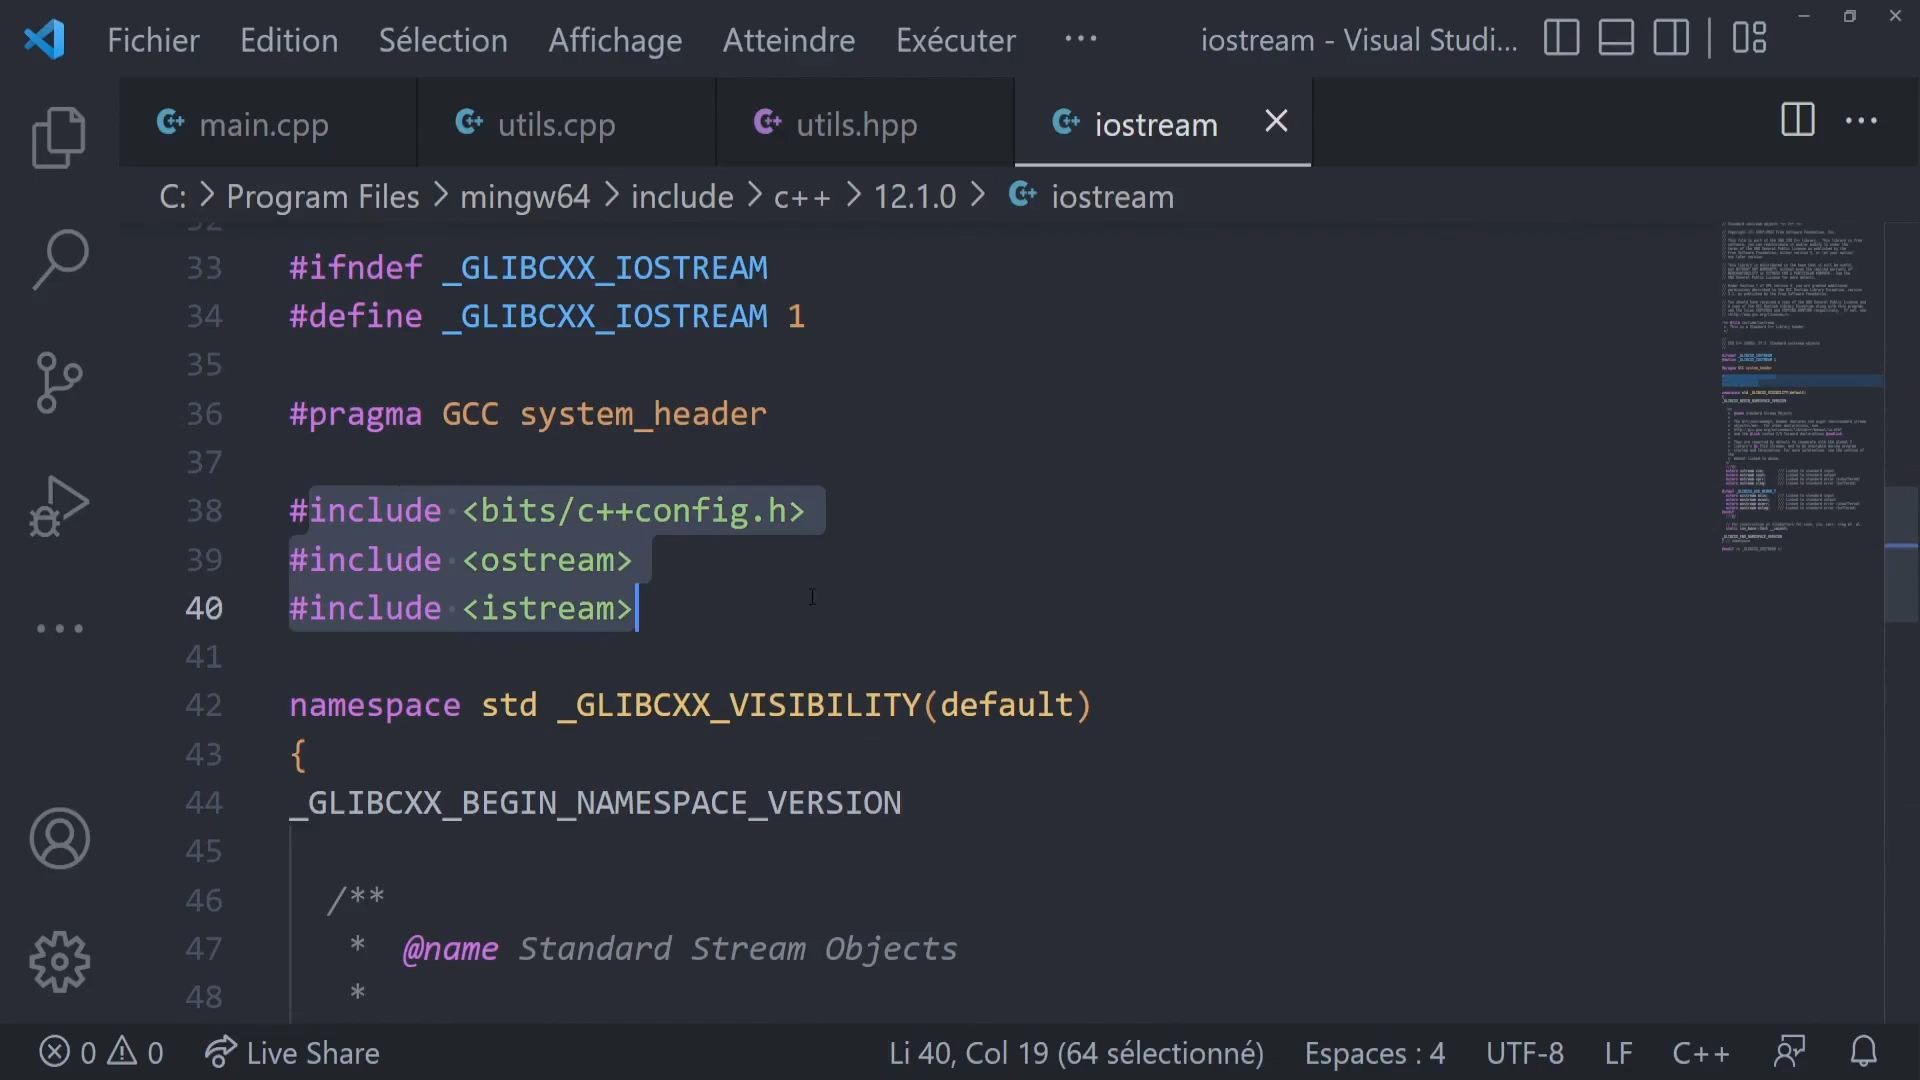 Fichier Edition Sélection Affichage Atteindre Exécuter ··· iostream - Visual Studi...
main.cpp utils.cpp utils.hpp iostream
C: > Program Files > mingw64 > include > c++ > 12.1.0 > iostream
32
33 #ifndef _GLIBCXX_IOSTREAM
34 #define _GLIBCXX_IOSTREAM 1
35
36 #pragma GCC system_header
37
38 #include <bits/c++config.h>
39 #include <ostream>
40 #include <istream>
41
42 namespace std _GLIBCXX_VISIBILITY(default)
43 {
44 _GLIBCXX_BEGIN_NAMESPACE_VERSION
45
46 /**
47 * @name Standard Stream Objects
48 *
0 0 Live Share Li 40, Col 19 (64 sélectionné) Espaces : 4 UTF-8 LF C++